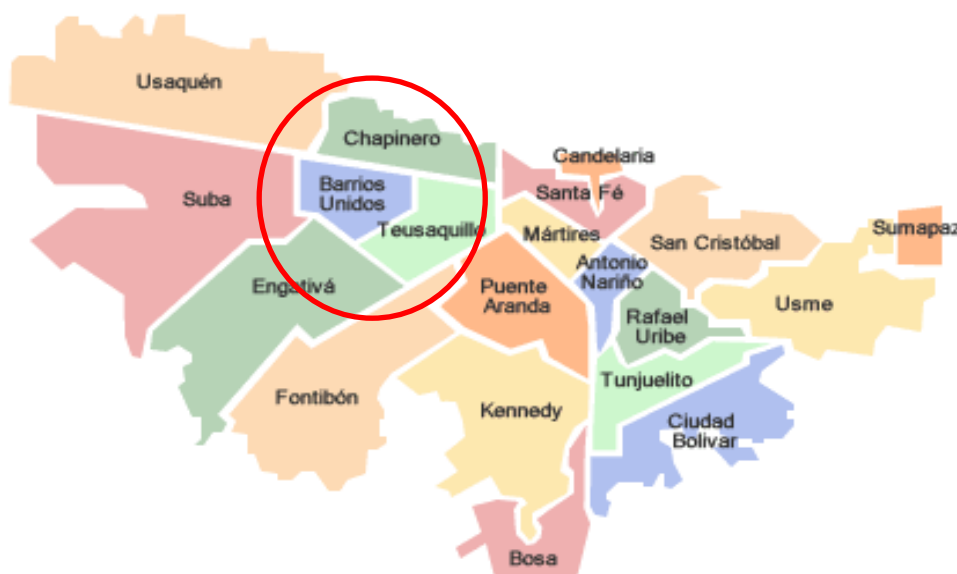 Usaquén
Chapinero
Candelaria
Suba
Barrios
Unidos
Santa Fé
Teusaquillo
Mártires
San Cristóbal
Sumapaz
Antonio
Nariño
Engativá
Puente
Aranda
Usme
Rafael
Uribe
Fontibón
Tunjuelito
Kennedy
Ciudad
Bolivar
Bosa